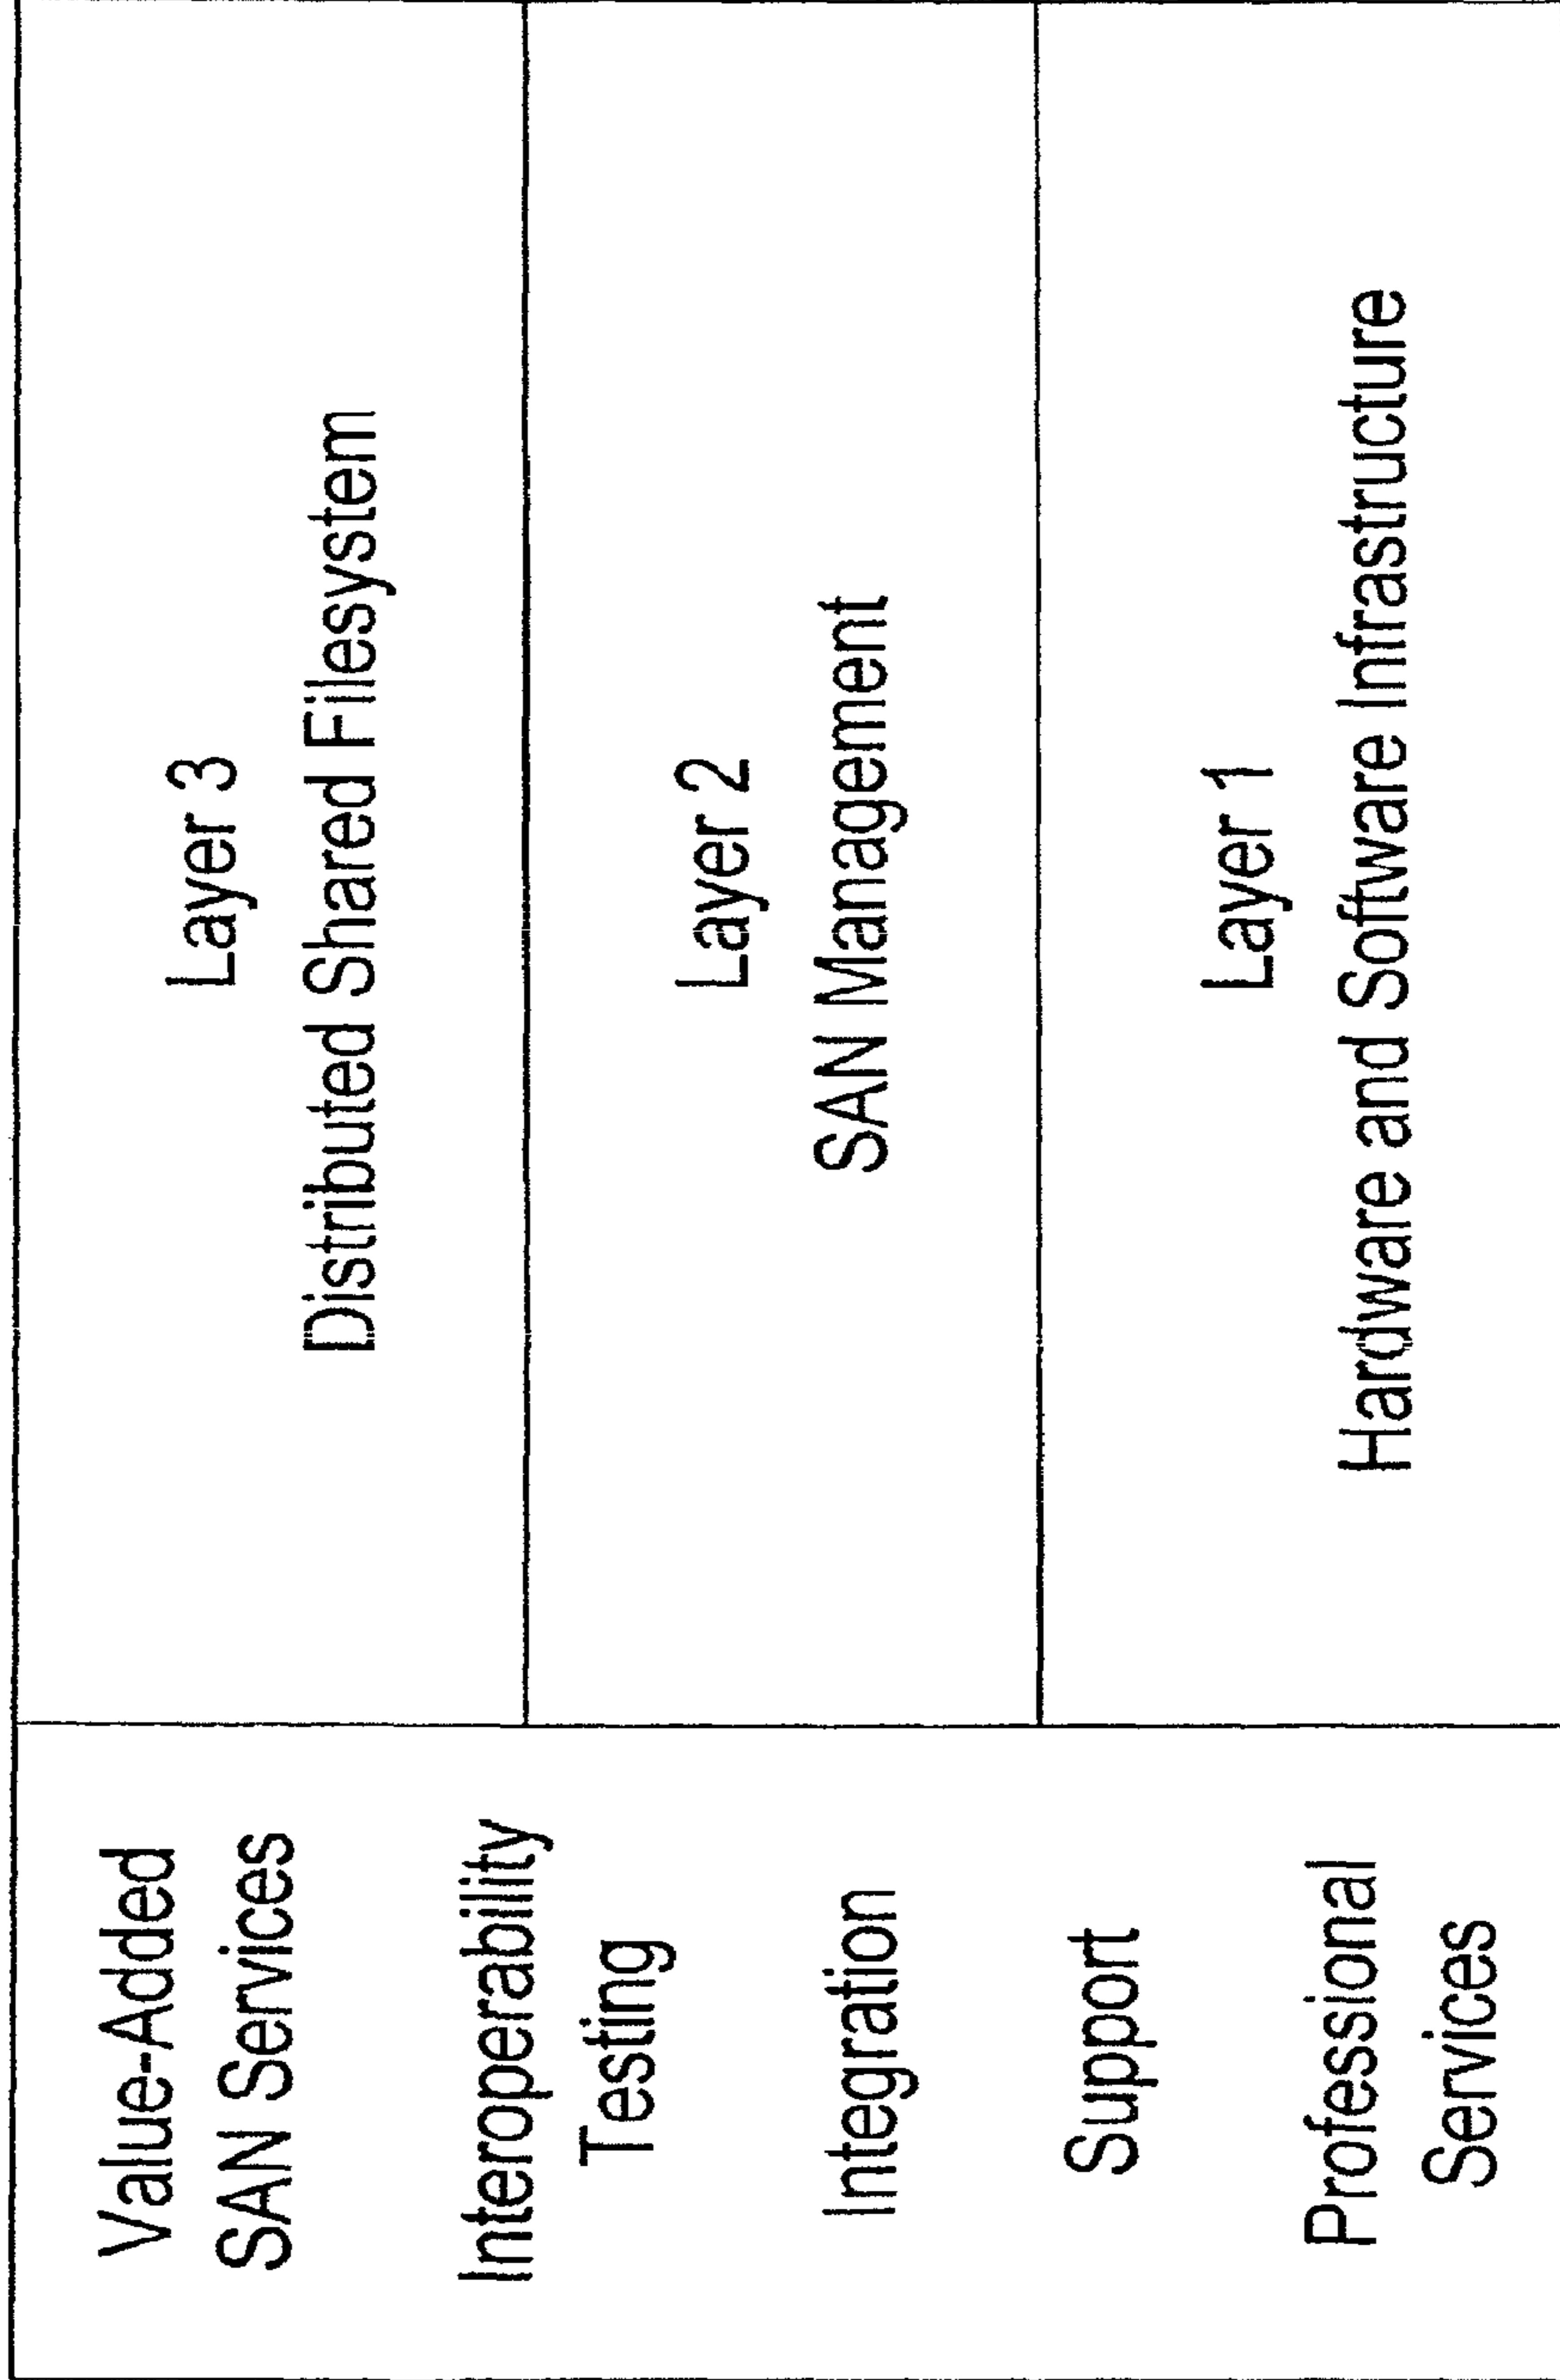 Value-Added
SAN Services
Interoperability
Testing
Integration
Support
Professional
Services
Layer 3
Distributed Shared Filesystem
Layer 2
SAN Management
Layer 1
Hardware and Software Infrastructure